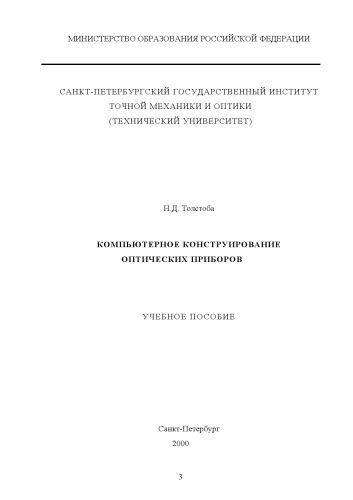 МИНИСТЕРСТВО ОБРАЗОВАНИЯ РОССИЙСКОЙ ФЕДЕРАЦИИ
САНКТ-ПЕТЕРБУРГСКИЙ ГОСУДАРСТВЕННЫЙ ИНСТИТУТ
ТОЧНОЙ МЕХАНИКИ И ОПТИКИ
(ТЕХНИЧЕСКИЙ УНИВЕРСИТЕТ)
Н.Д. Толстоба
КОМПЬЮТЕРНОЕ КОНСТРУИРОВАНИЕ
ОПТИЧЕСКИХ ПРИБОРОВ
УЧЕБНОЕ ПОСОБИЕ
Санкт-Петербург
2000
3